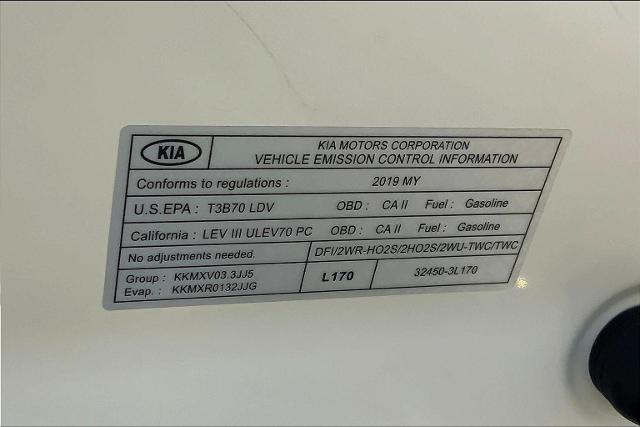 KIA
KIA MOTORS CORPORATION
VEHICLE EMISSION CONTROL INFORMATION
Conforms to regulations : 2019 MY
U.S.EPA : T3B70 LDV OBD : CA II Fuel : Gasoline
California : LEV III ULEV70 PC OBD : CA II Fuel : Gasoline
No adjustments needed. DFI/2WR-HO2S/2HO2S/2WU-TWC/TWC
Group : KKMXV03.3JJ5 L170 32450-3L170
Evap. : KKMXR0132JJG